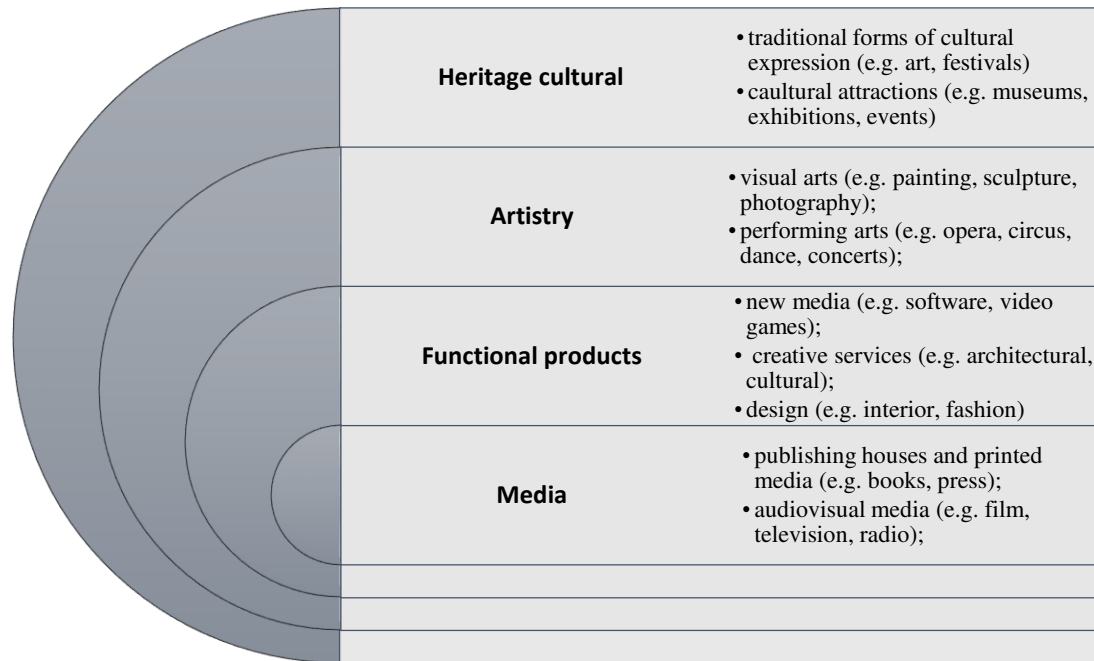 Heritage cultural
• traditional forms of cultural
expression (e.g. art, festivals)
• caultural attractions (e.g. museums,
exhibitions, events)
Artistry
• visual arts (e.g. painting, sculpture,
photography);
• performing arts (e.g. opera, circus,
dance, concerts);
Functional products
• new media (e.g. software, video
games);
• creative services (e.g. architectural,
cultural);
• design (e.g. interior, fashion)
Media
• publishing houses and printed
media (e.g. books, press);
• audiovisual media (e.g. film,
television, radio);